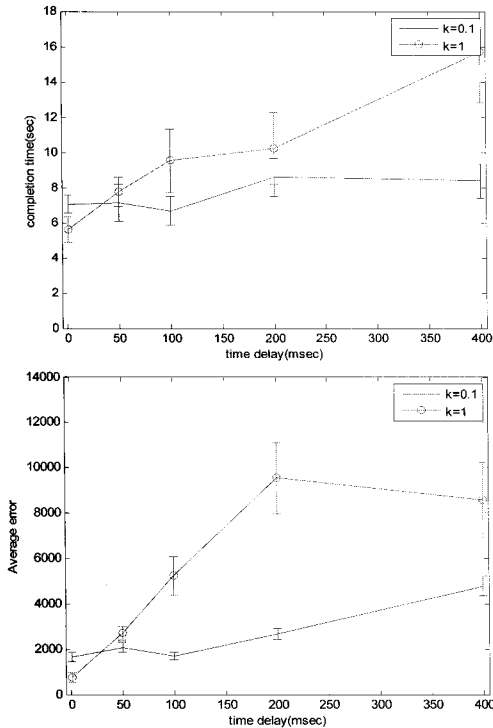 18
16
14
12
10
8
6
4
2
0
completion time(sec)
k=0.1
k=1
0 50 100 150 200 250 300 350 400
time delay(msec)
14000
12000
10000
8000
6000
4000
2000
0
Average error
k=0.1
k=1
0 50 100 150 200 250 300 350 400
time delay(msec)